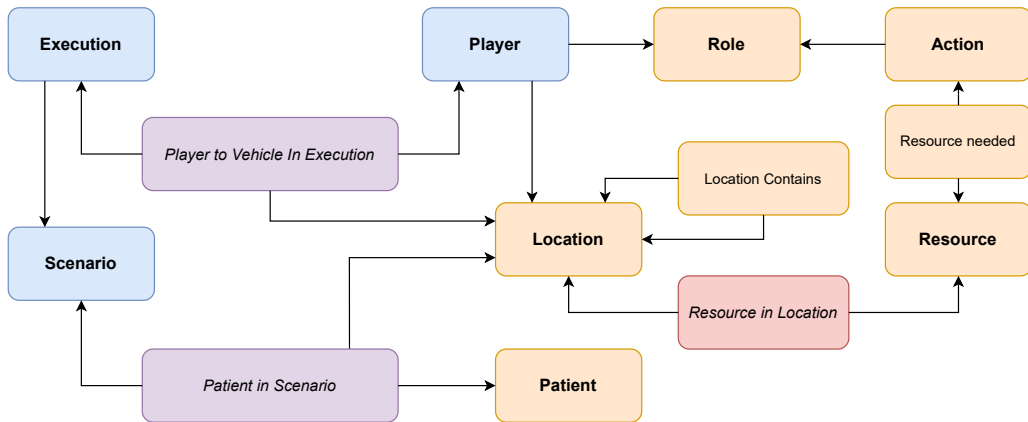 Execution
Player
Role
Action
Player to Vehicle In Execution
Resource needed
Location Contains
Scenario
Location
Resource
Resource in Location
Patient in Scenario
Patient